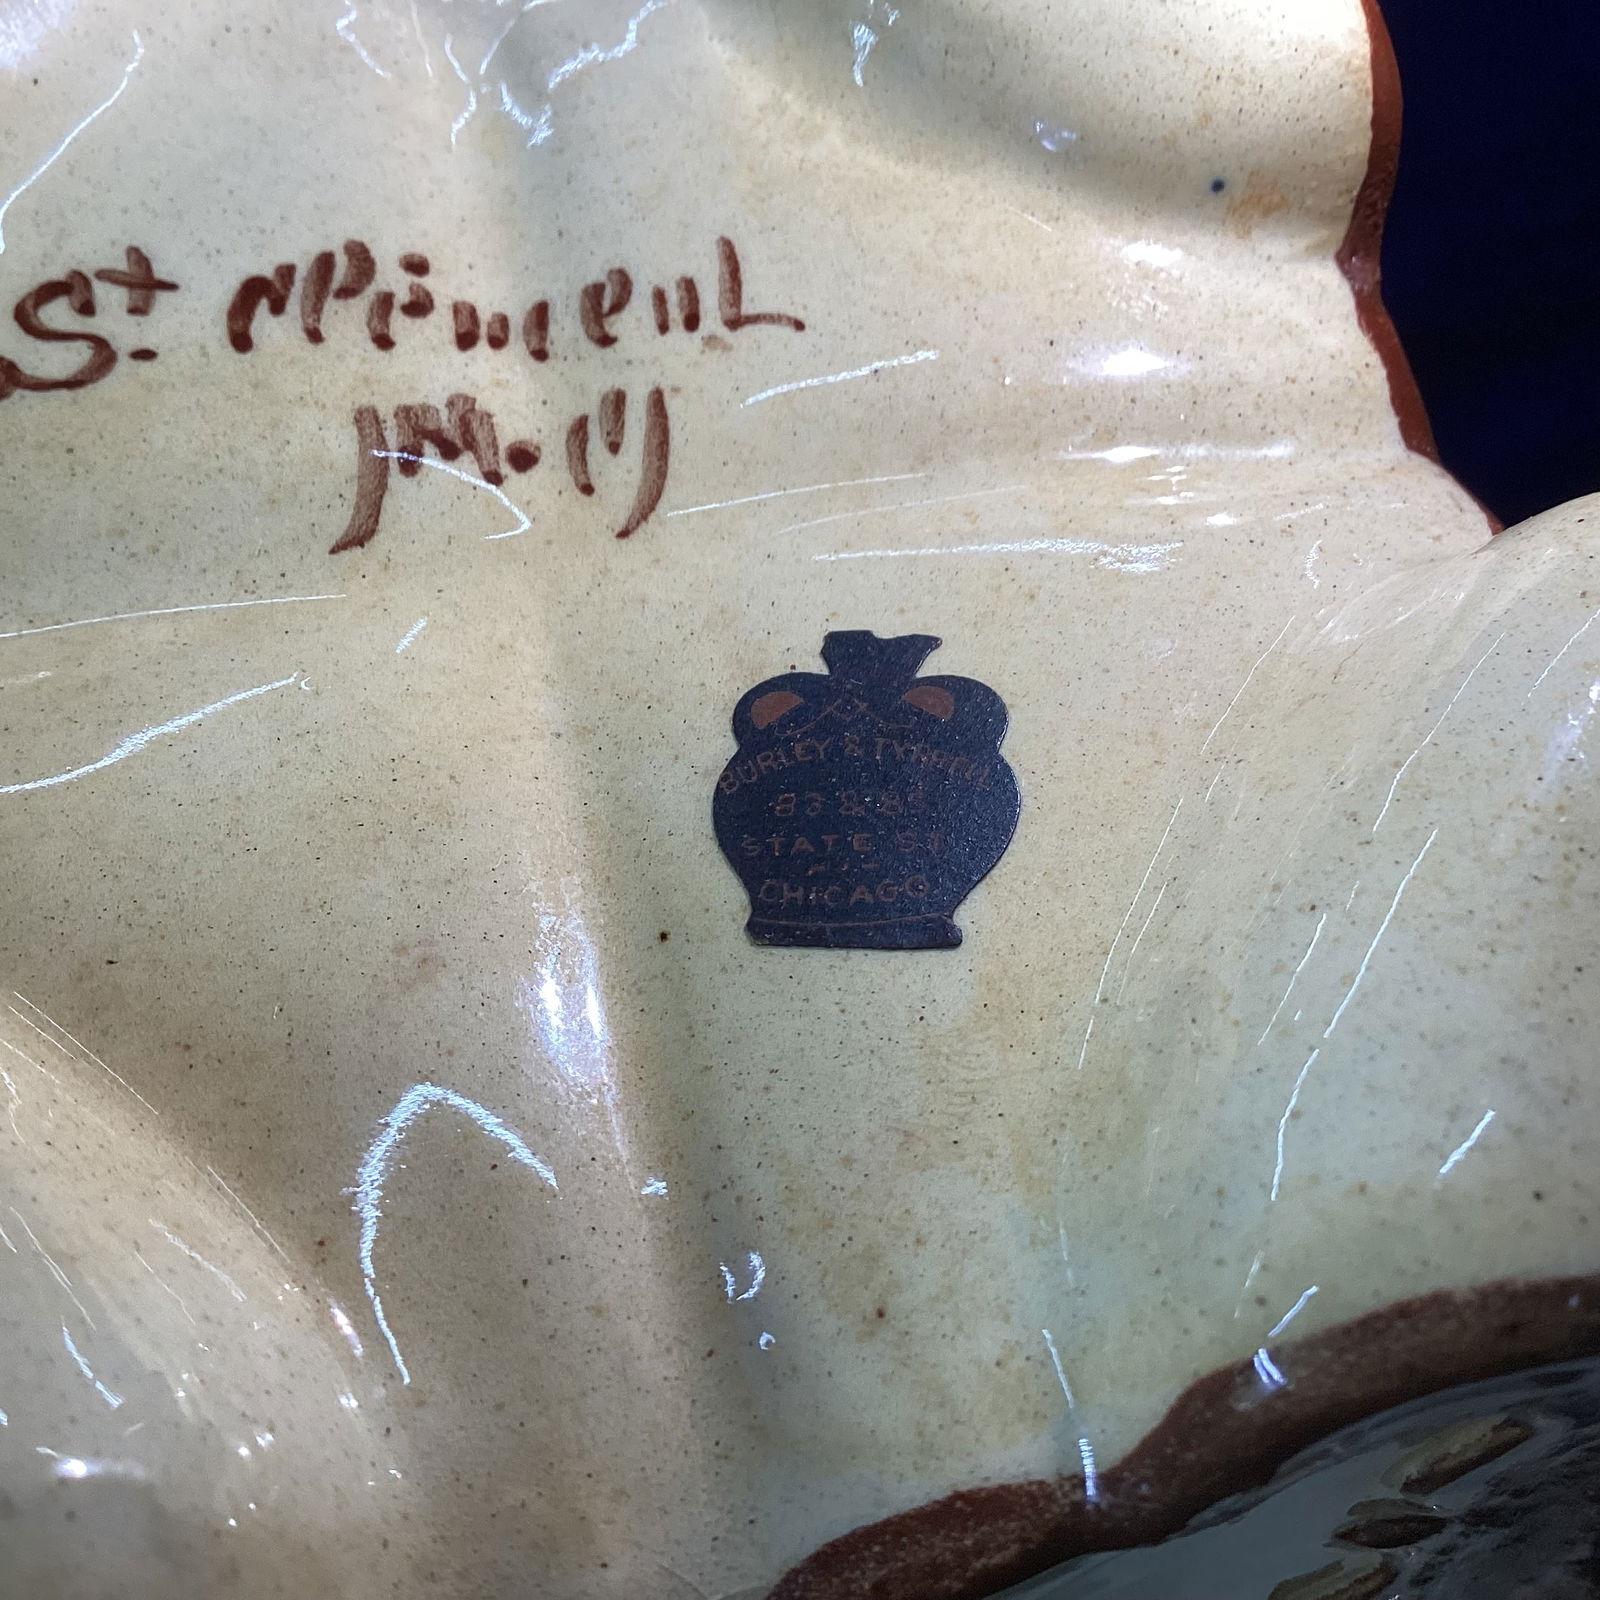 St Clément
BURLEY & TYRRELL
83 & 85
STATE ST
CHICAGO